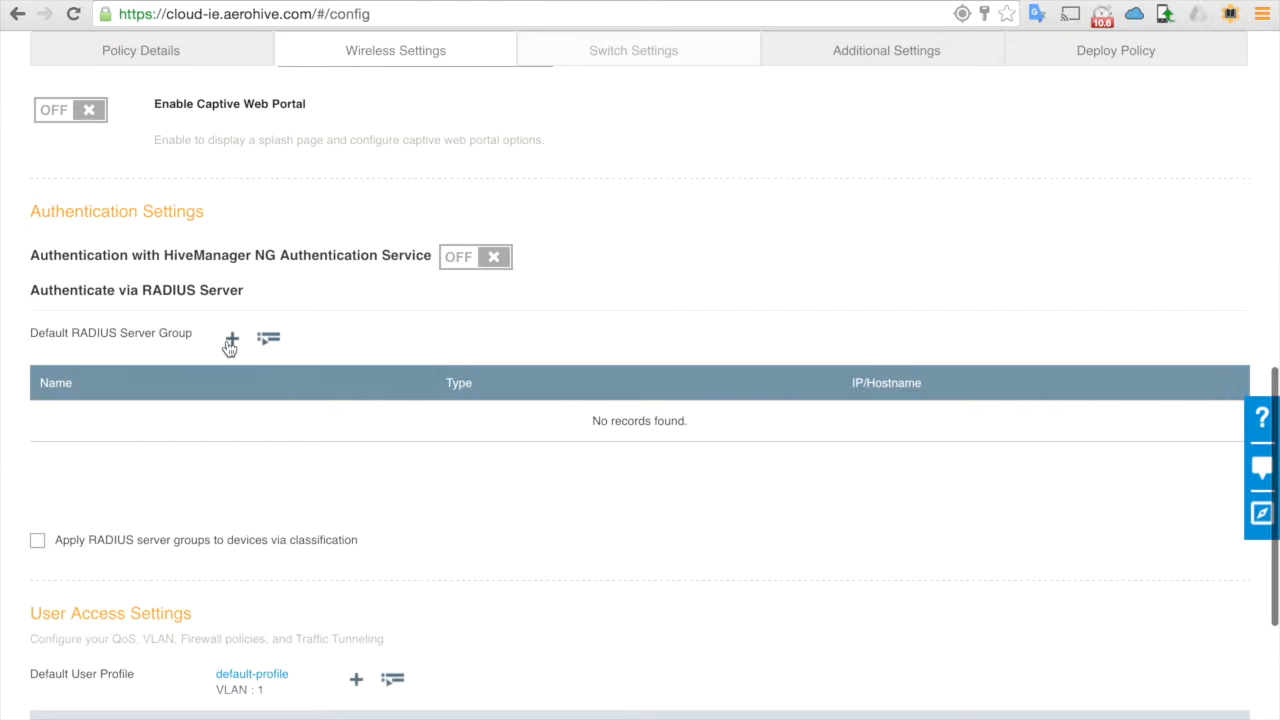 https://cloud-ie.aerohive.com/#/config
10.6
Policy Details
Wireless Settings
Switch Settings
Additional Settings
Deploy Policy
OFF
Enable Captive Web Portal
Enable to display a splash page and configure captive web portal options.
Authentication Settings
Authentication with HiveManager NG Authentication Service
OFF
Authenticate via RADIUS Server
Default RADIUS Server Group
Name
Type
IP/Hostname
No records found.
?
Apply RADIUS server groups to devices via classification
User Access Settings
Configure your QoS, VLAN, Firewall policies, and Traffic Tunneling
Default User Profile
default-profile
VLAN : 1